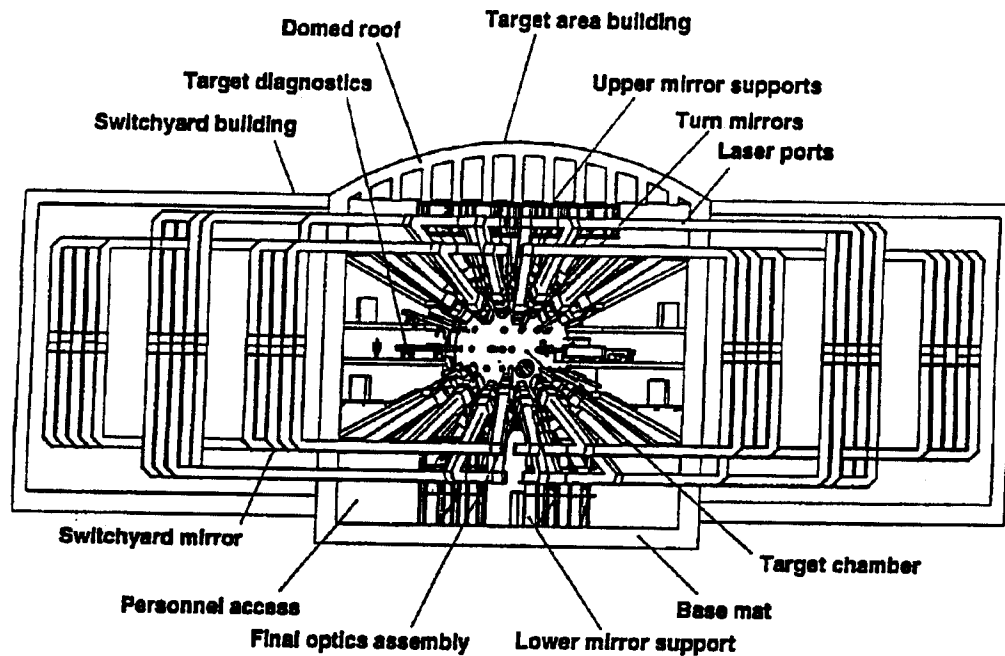 Target area building
Domed roof
Target diagnostics
Upper mirror supports
Switchyard building
Turn mirrors
Laser ports
Switchyard mirror
Target chamber
Personnel access
Base mat
Final optics assembly
Lower mirror support